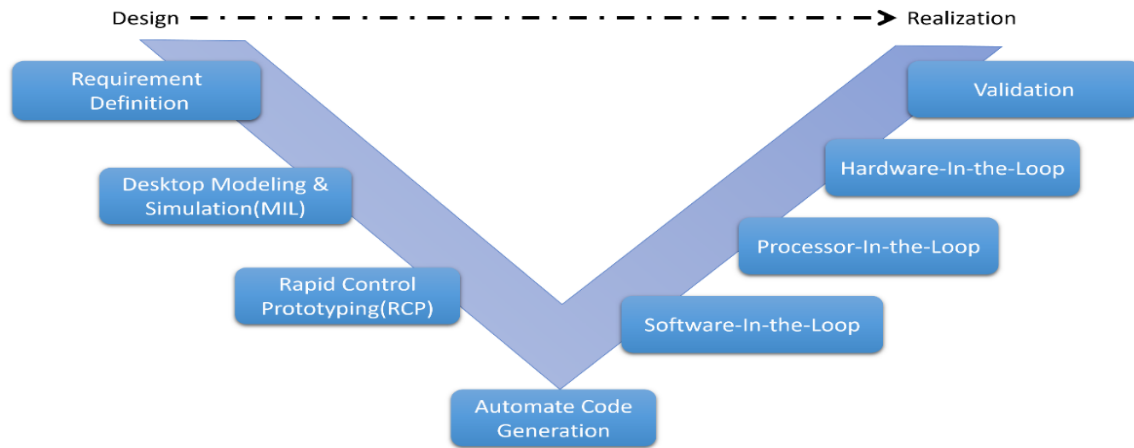 Design
Realization
Requirement
Definition
Validation
Desktop Modeling &
Simulation(MIL)
Hardware-In-the-Loop
Rapid Control
Prototyping(RCP)
Processor-In-the-Loop
Software-In-the-Loop
Automate Code
Generation